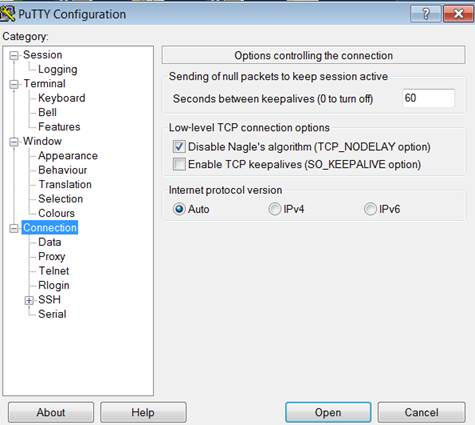 PuTTY Configuration
Category:
Session
Logging
Terminal
Keyboard
Bell
Features
Window
Appearance
Behaviour
Translation
Selection
Colours
Connection
Data
Proxy
Telnet
Rlogin
SSH
Serial
Options controlling the connection
Sending of null packets to keep session active
Seconds between keepalives (0 to turn off) 60
Low-level TCP connection options
Disable Nagle's algorithm (TCP_NODELAY option)
Enable TCP keepalives (SO_KEEPALIVE option)
Internet protocol version
Auto IPv4 IPv6
About Help Open Cancel